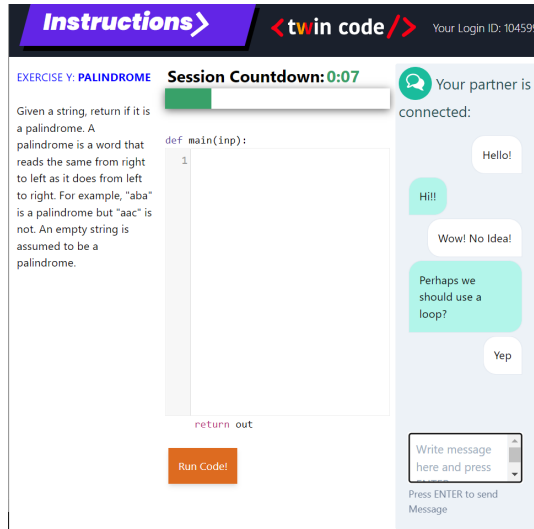 Instructions
<twin code/>
Your Login ID: 104599
EXERCISE Y: PALINDROME
Given a string, return if it is
a palindrome. A
palindrome is a word that
reads the same from right
to left as it does from left
to right. For example, "aba"
is a palindrome but "aac" is
not. An empty string is
assumed to be a
palindrome.
Session Countdown: 0:07
def main(inp):
1
return out
Run Code!
Your partner is
connected:
Hello!
Hi!!
Wow! No Idea!
Perhaps we
should use a
loop?
Yep
Write message
here and press
Press ENTER to send
Message